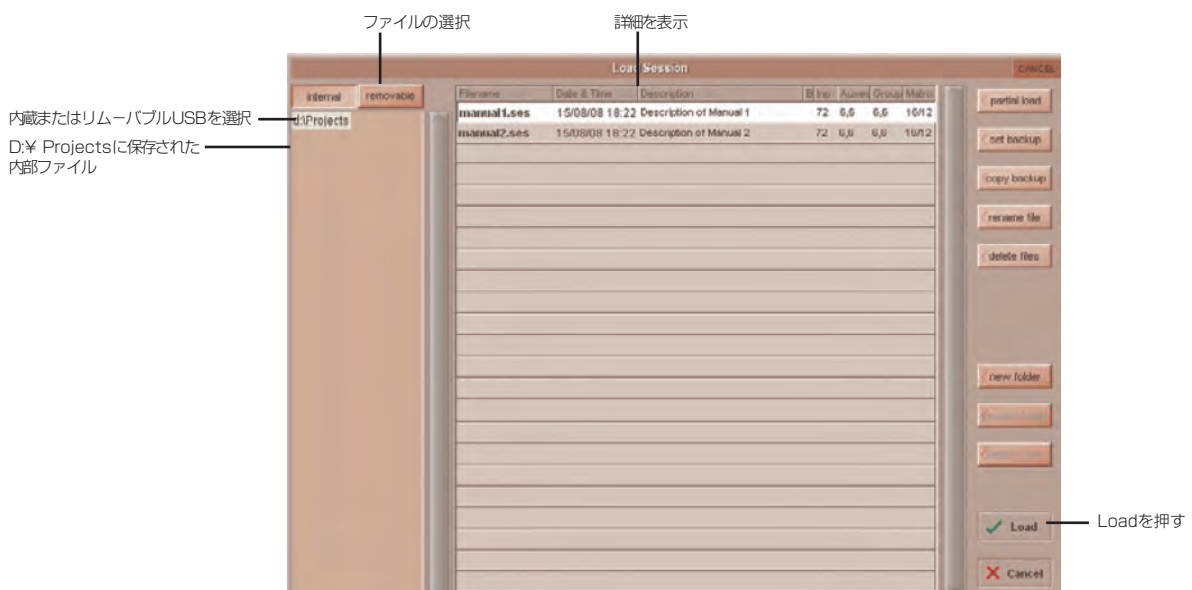 ファイルの選択
詳細を表示
Load Session
CANCEL
internal
removable
Filename
Date & Time
Description
B
Inp
Auxes
Group
Matrix
partial load
内蔵またはリムーバブルUSBを選択
d:\Projects
manual1.ses 15/08/08 18:22 Description of Manual 1 72 6,6 6,6 16/12
D:¥ Projectsに保存された
内部ファイル
manual2.ses 15/08/08 18:22 Description of Manual 2 72 6,6 6,6 16/12
set backup
copy backup
rename file
delete files
new folder
Load
Loadを押す
Cancel